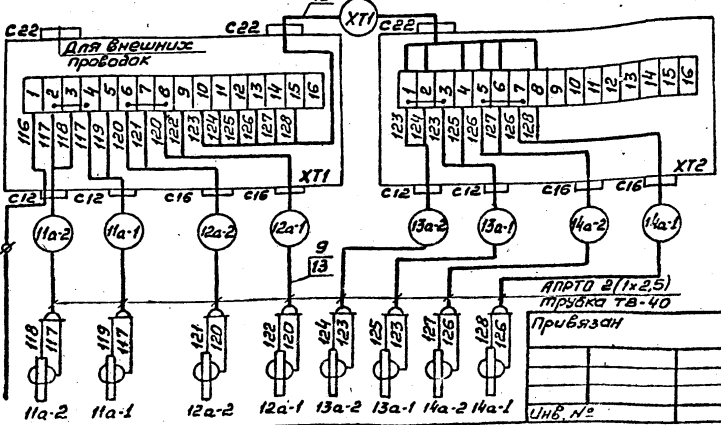 С22
С22
ХТ1
С22
Для внешних
проводок
1 2 3 4 5 6 7 8 9 10 11 12 13 14 15 16
1 2 3 4 5 6 7 8 9 10 11 12 13 14 15 16
116 117 118 117 119 120 121 120 122 123 124 125 126 127 128
123 124 123 125 126 127 126 128
ХТ1
ХТ2
С12 С12 С16 С16
С12 С12 С16 С16
11а-2 11а-1 12а-2 12а-1 13а-2 13а-1 14а-2 14а-1
9
13
АПРТО 2(1х2,5)
трубка ТВ-40
118 117 119 117 121 120 122 120 124 123 125 123 127 126 128 126
11а-2 11а-1 12а-2 12а-1 13а-2 13а-1 14а-2 14а-1
Привязан
Инв. №